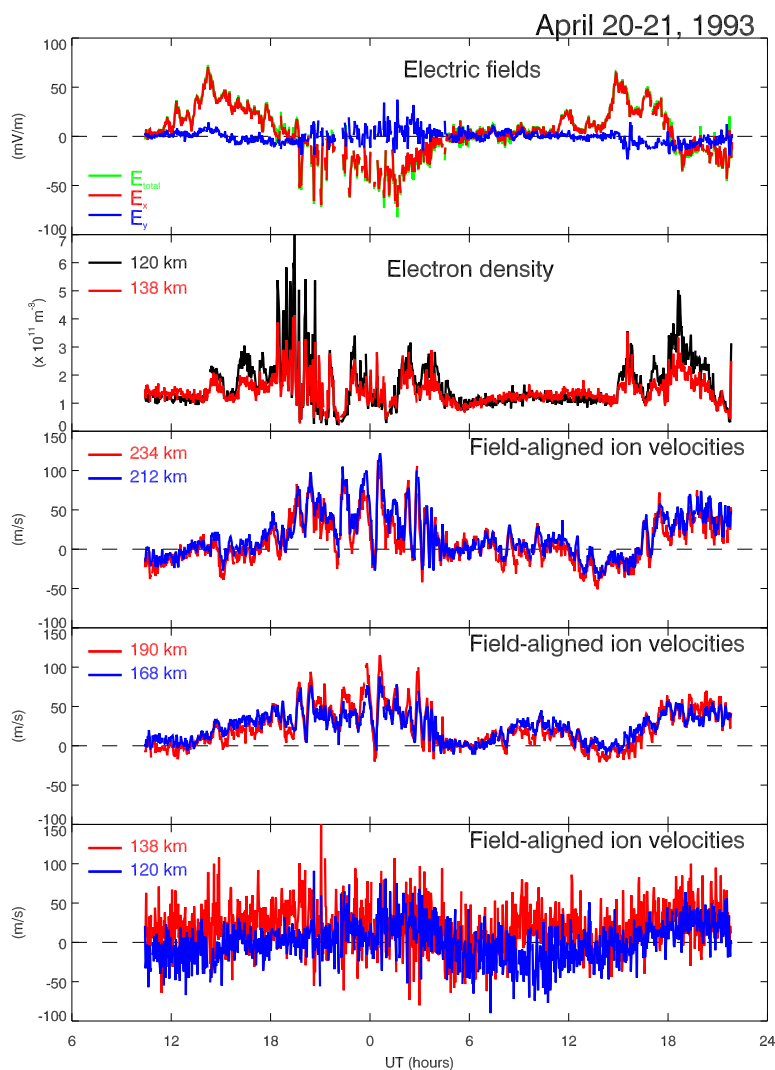 April 20-21, 1993
Electric fields
100
50
0
-50
-100
(mV/m)
E_total
E_x
E_y
Electron density
7
6
5
4
3
2
1
0
(x 10^11 m^-8)
120 km
138 km
Field-aligned ion velocities
150
100
50
0
-50
-100
(m/s)
234 km
212 km
Field-aligned ion velocities
150
100
50
0
-50
-100
(m/s)
190 km
168 km
Field-aligned ion velocities
150
100
50
0
-50
-100
(m/s)
138 km
120 km
6 12 18 0 6 12 18 24
UT (hours)